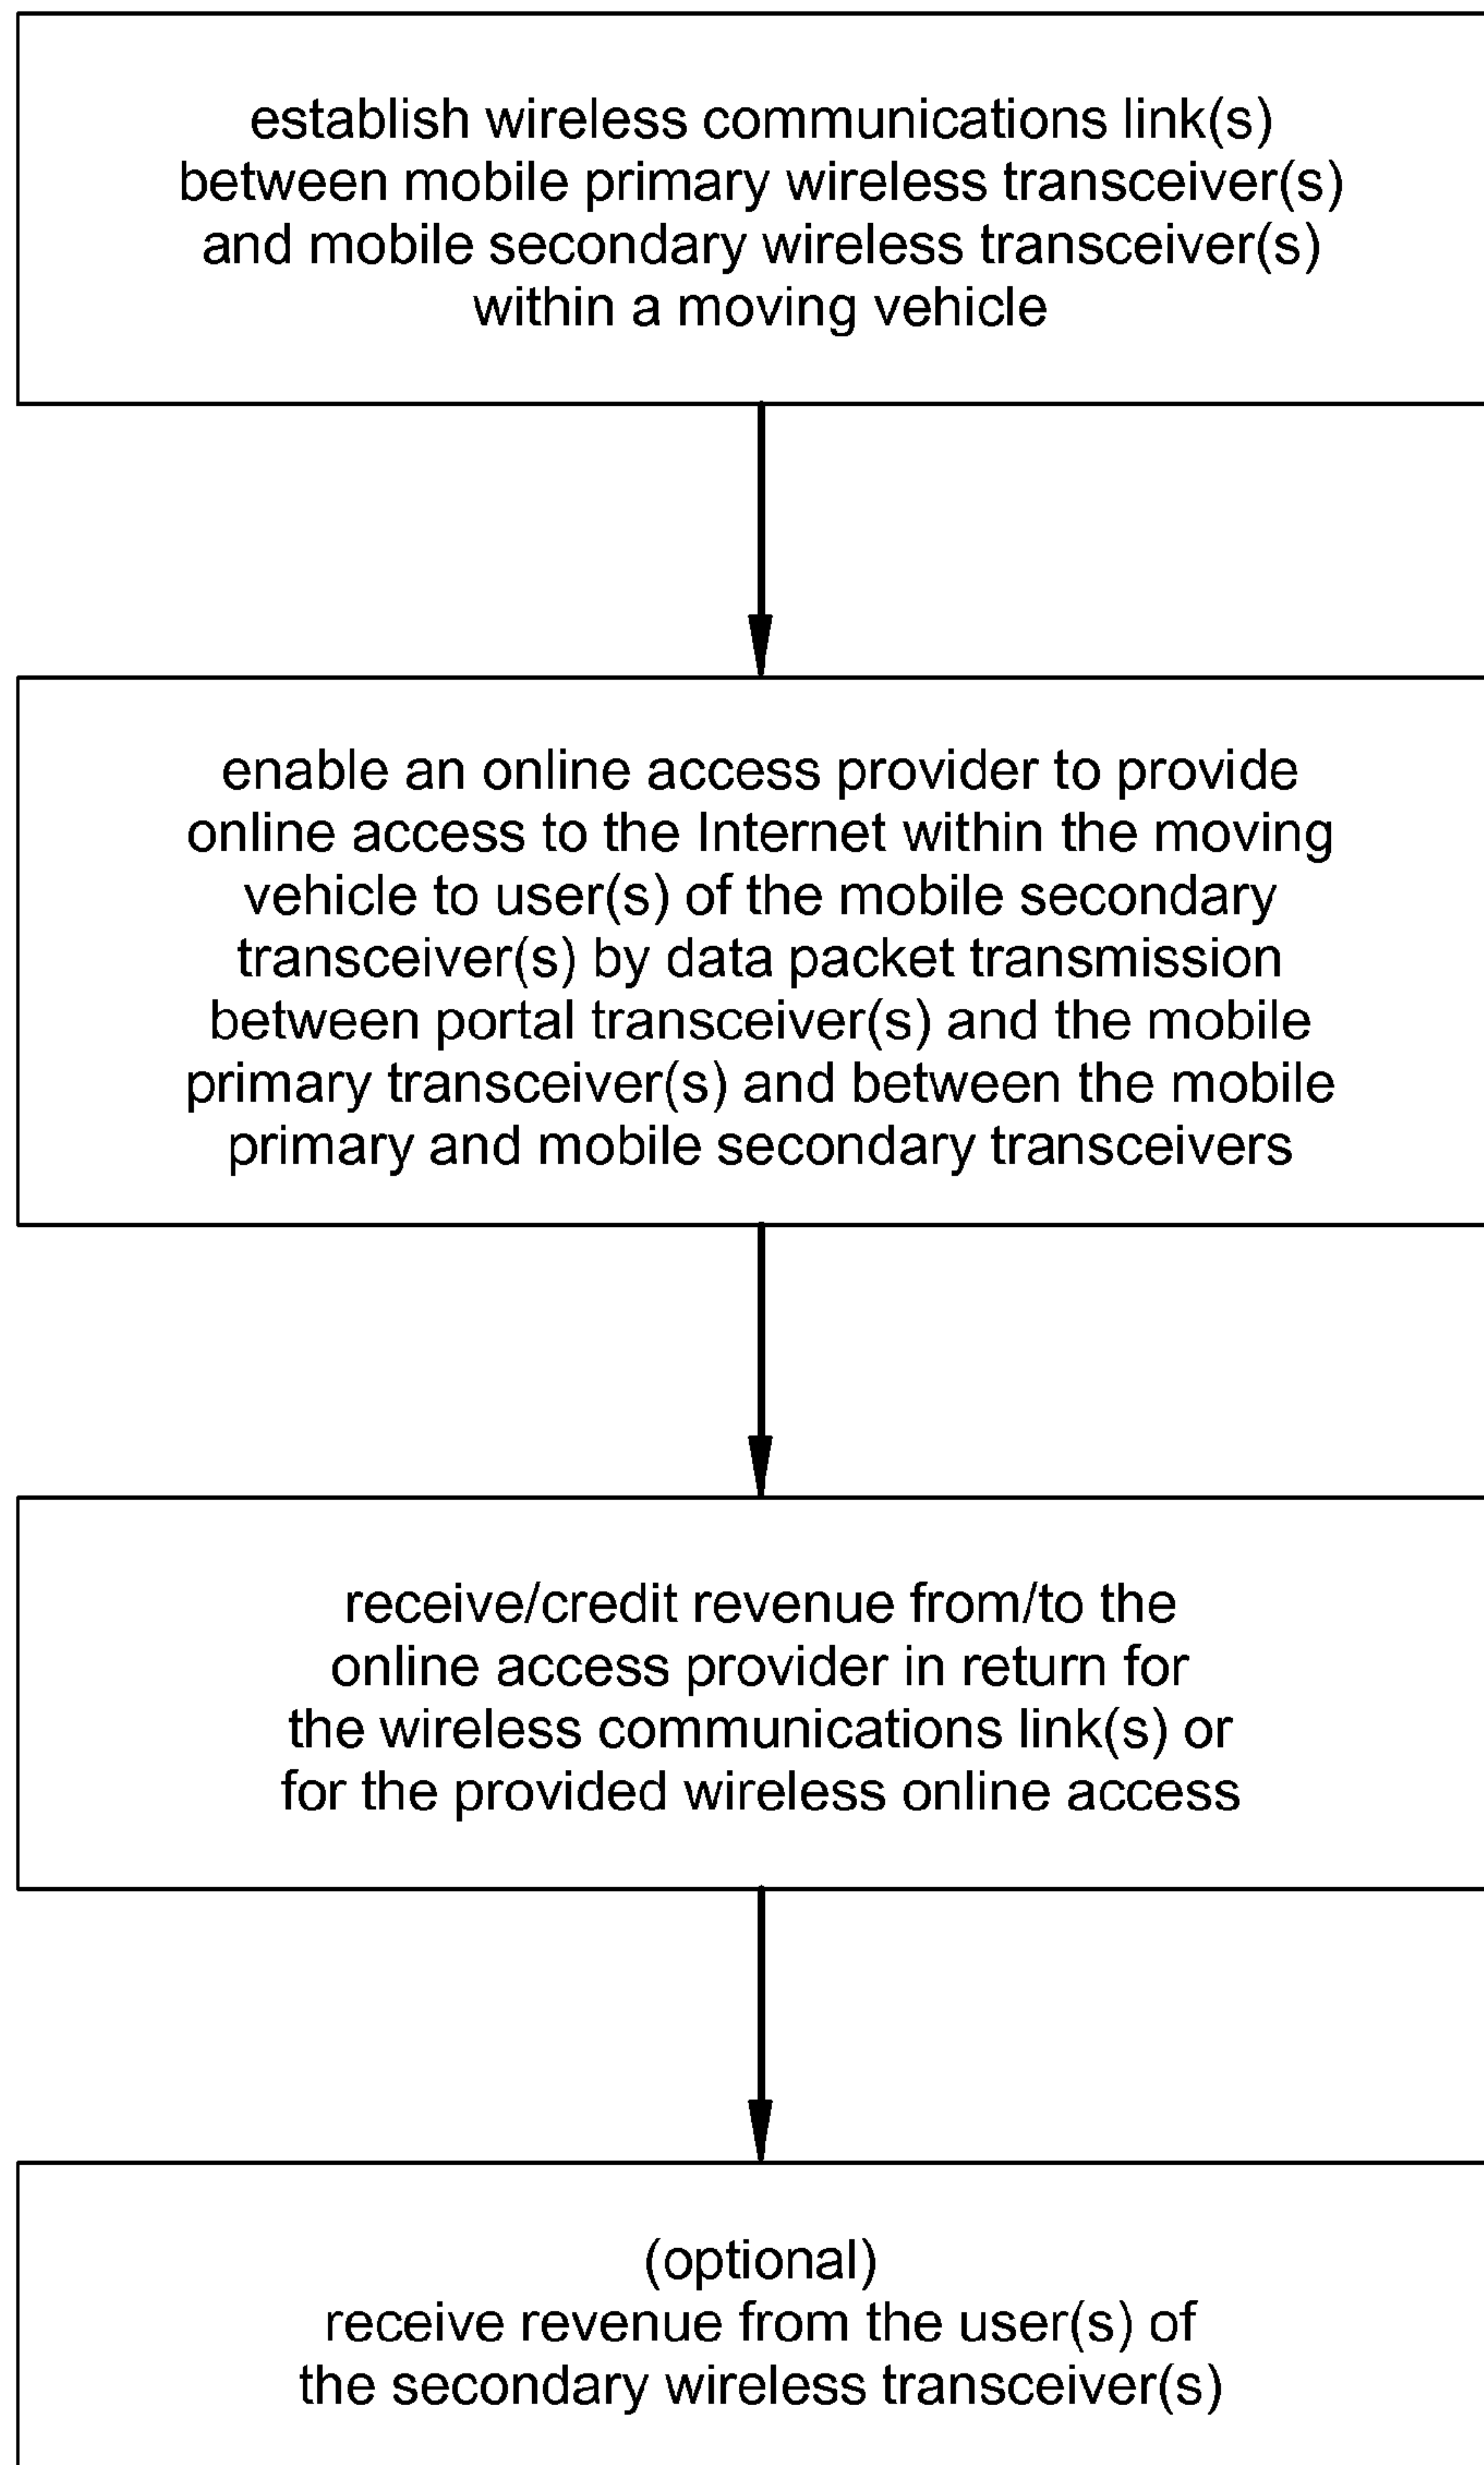 establish wireless communications link(s)
between mobile primary wireless transceiver(s)
and mobile secondary wireless transceiver(s)
within a moving vehicle
enable an online access provider to provide
online access to the Internet within the moving
vehicle to user(s) of the mobile secondary
transceiver(s) by data packet transmission
between portal transceiver(s) and the mobile
primary transceiver(s) and between the mobile
primary and mobile secondary transceivers
receive/credit revenue from/to the
online access provider in return for
the wireless communications link(s) or
for the provided wireless online access
(optional)
receive revenue from the user(s) of
the secondary wireless transceiver(s)